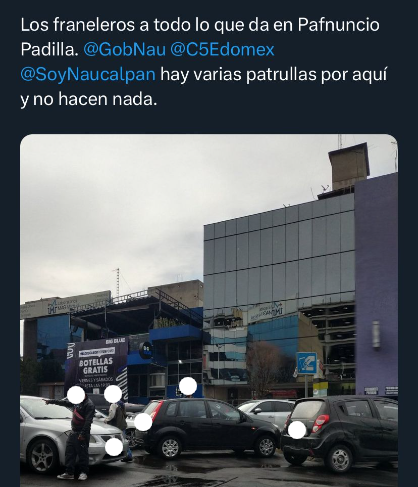 Los franeleros a todo lo que da en Pafnuncio
Padilla. @GobNau @C5Edomex
@SoyNaucalpan hay varias patrullas por aquí
y no hacen nada.
BOTELLAS
GRATIS